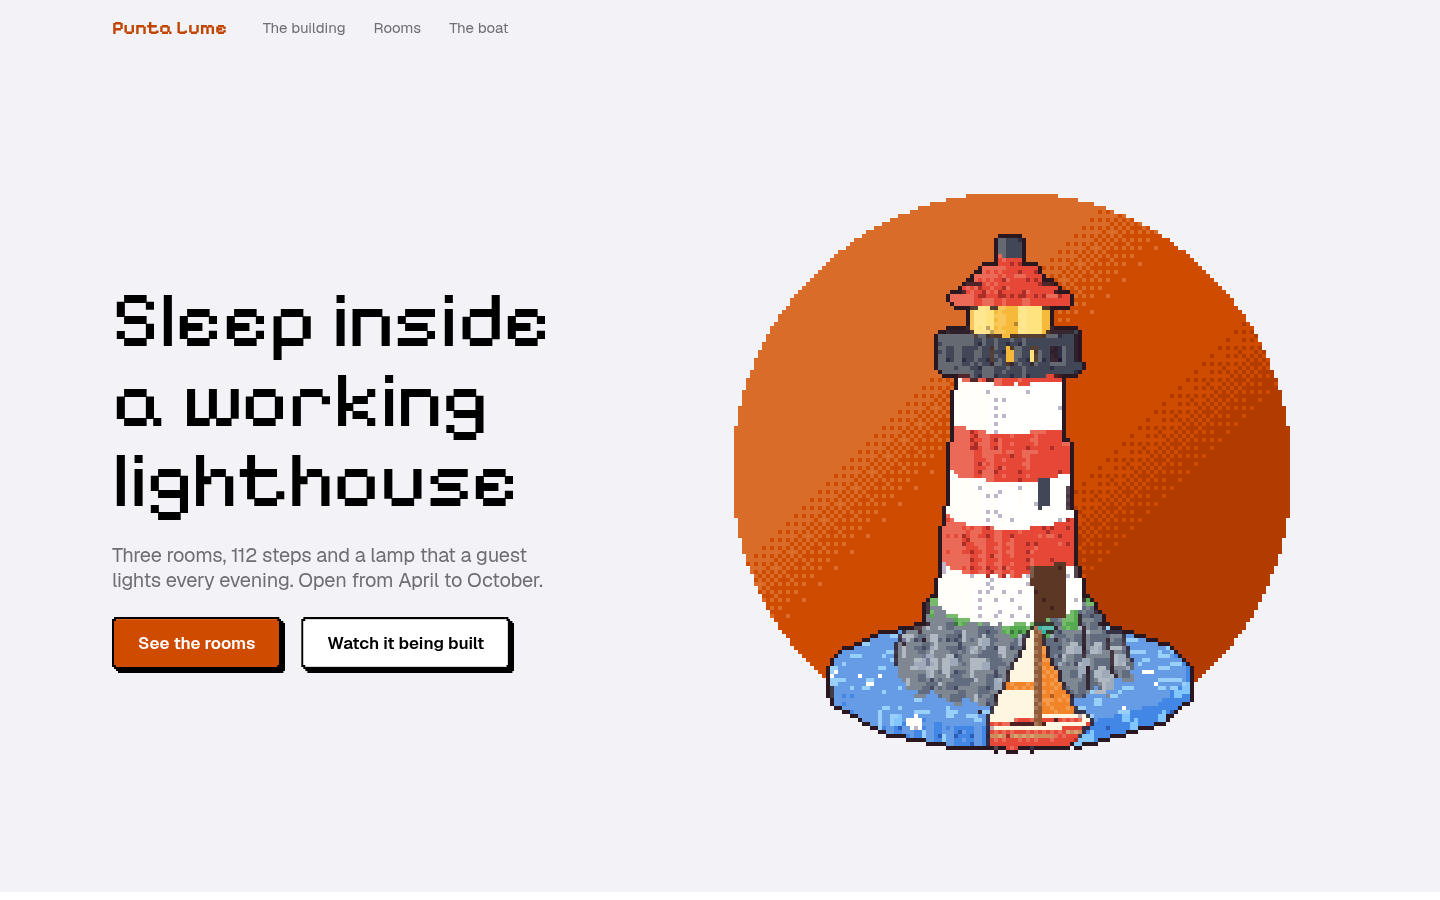 Punta Lume
The building
Rooms
The boat
Sleep inside
a working
lighthouse
Three rooms, 112 steps and a lamp that a guest
lights every evening. Open from April to October.
See the rooms
Watch it being built